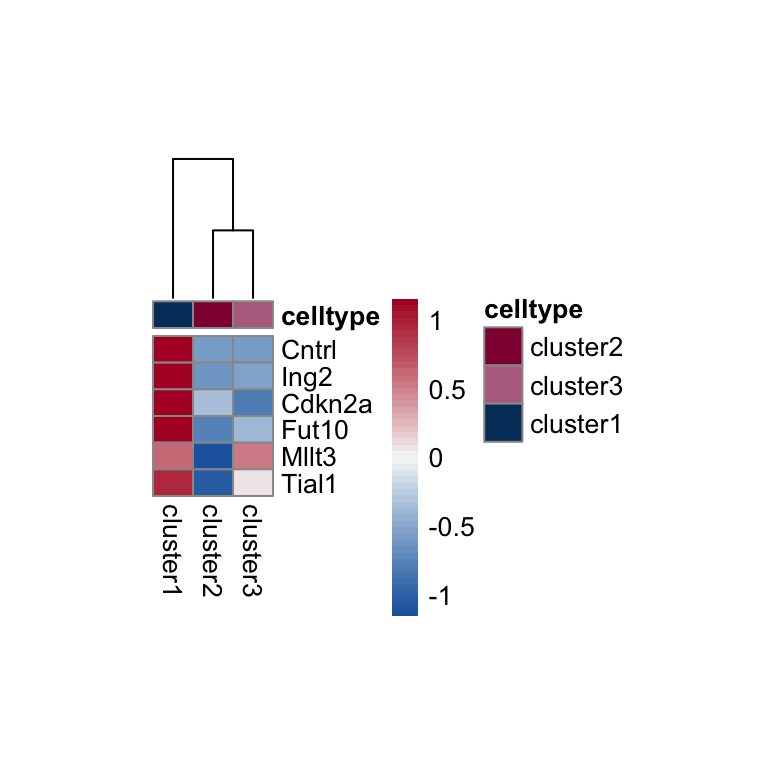 celltype
Cntrl
Ing2
Cdkn2a
Fut10
Mllt3
Tial1
cluster1
cluster2
cluster3
1
0.5
0
-0.5
-1
celltype
cluster2
cluster3
cluster1